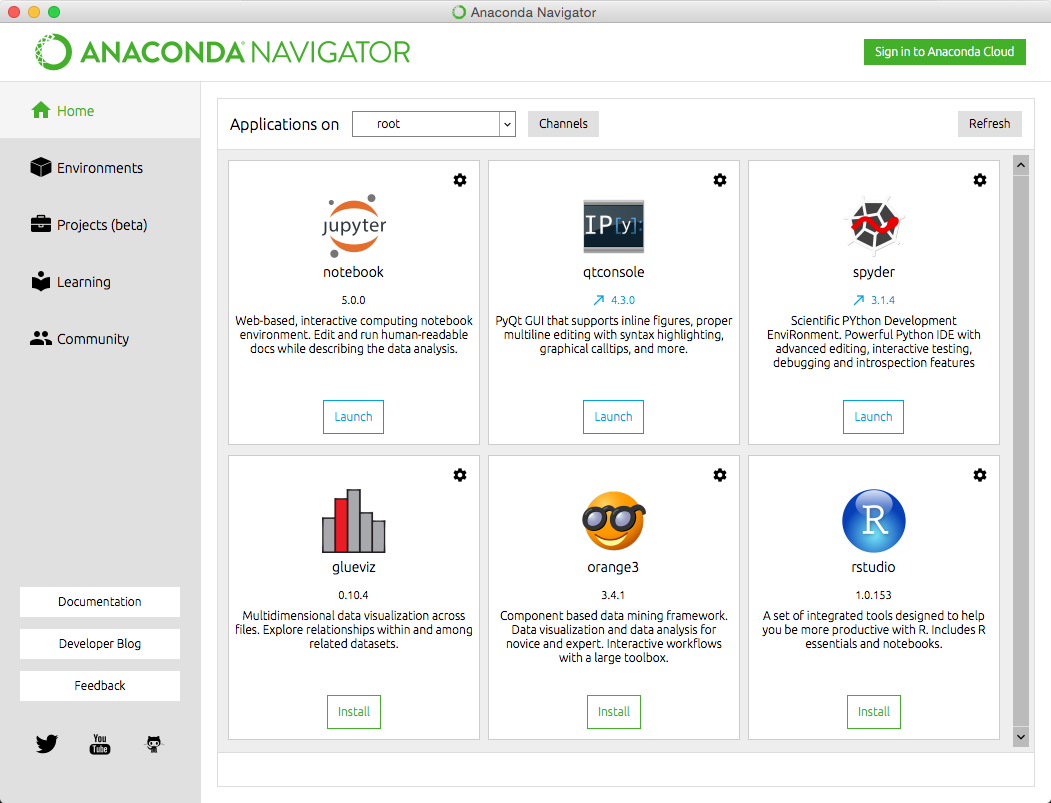 Anaconda Navigator
ANACONDA NAVIGATOR
Sign in to Anaconda Cloud
Home
Environments
Projects (beta)
Learning
Community
Documentation
Developer Blog
Feedback
You
Tube
Applications on
root
Channels
Refresh
jupyter
notebook
5.0.0
Web-based, interactive computing notebook
environment. Edit and run human-readable
docs while describing the data analysis.
Launch
IP[y]:
qtconsole
4.3.0
PyQt GUI that supports inline figures, proper
multiline editing with syntax highlighting,
graphical calltips, and more.
Launch
spyder
3.1.4
Scientific PYthon Development
EnviRonment. Powerful Python IDE with
advanced editing, interactive testing,
debugging and introspection features
Launch
glueviz
0.10.4
Multidimensional data visualization across
files. Explore relationships within and among
related datasets.
Install
orange3
3.4.1
Component based data mining framework.
Data visualization and data analysis for
novice and expert. Interactive workflows
with a large toolbox.
Install
R
rstudio
1.0.153
A set of integrated tools designed to help
you be more productive with R. Includes R
essentials and notebooks.
Install